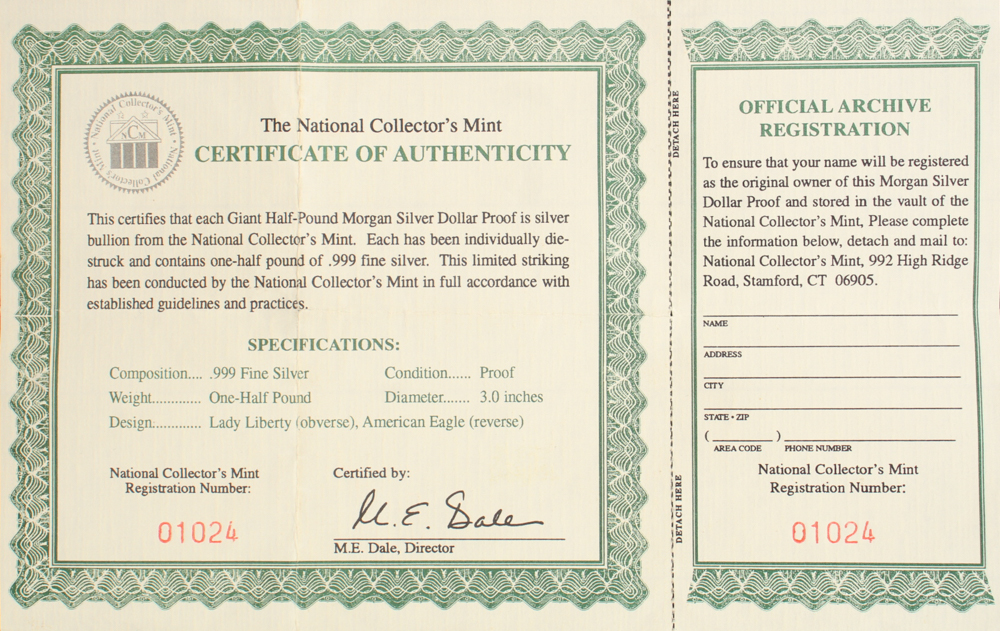 National Collector's Mint • National Collector's Mint •
NCM
The National Collector's Mint
CERTIFICATE OF AUTHENTICITY
This certifies that each Giant Half-Pound Morgan Silver Dollar Proof is silver
bullion from the National Collector's Mint. Each has been individually die-
struck and contains one-half pound of .999 fine silver. This limited striking
has been conducted by the National Collector's Mint in full accordance with
established guidelines and practices.
SPECIFICATIONS:
Composition.... .999 Fine Silver
Condition...... Proof
Weight............. One-Half Pound
Diameter....... 3.0 inches
Design............. Lady Liberty (obverse), American Eagle (reverse)
National Collector's Mint
Registration Number:
01024
Certified by:
M.E. Dale
M.E. Dale, Director
DETACH HERE
DETACH HERE
OFFICIAL ARCHIVE
REGISTRATION
To ensure that your name will be registered
as the original owner of this Morgan Silver
Dollar Proof and stored in the vault of the
National Collector's Mint, Please complete
the information below, detach and mail to:
National Collector's Mint, 992 High Ridge
Road, Stamford, CT 06905.
NAME
ADDRESS
CITY
STATE • ZIP
( )
AREA CODE PHONE NUMBER
National Collector's Mint
Registration Number:
01024